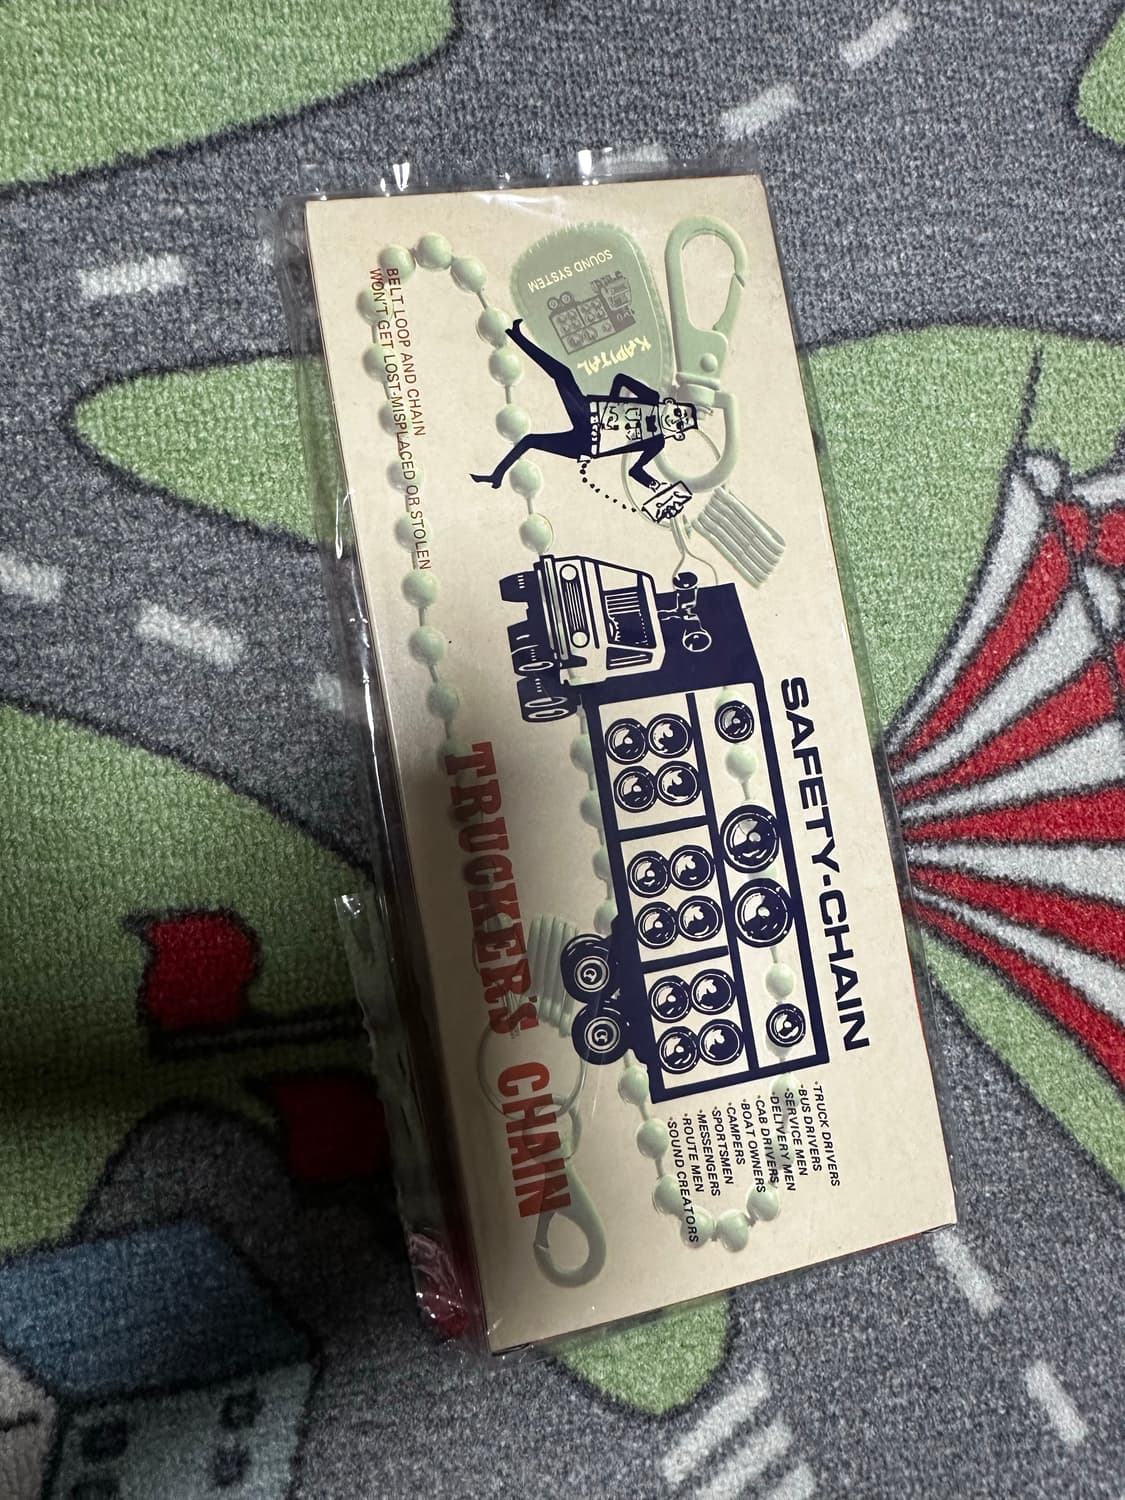 SAFETY-CHAIN
SOUND SYSTEM
KAPITAL
•TRUCK DRIVERS
•BUS DRIVERS
•SERVICE MEN
•DELIVERY MEN
•CAB DRIVERS
•BOAT OWNERS
•CAMPERS
•SPORTSMEN
•MESSENGERS
•ROUTE MEN
•SOUND CREATORS
BELT LOOP AND CHAIN
WON'T GET LOST-MISPLACED OR STOLEN
TRUCKER'S CHAIN